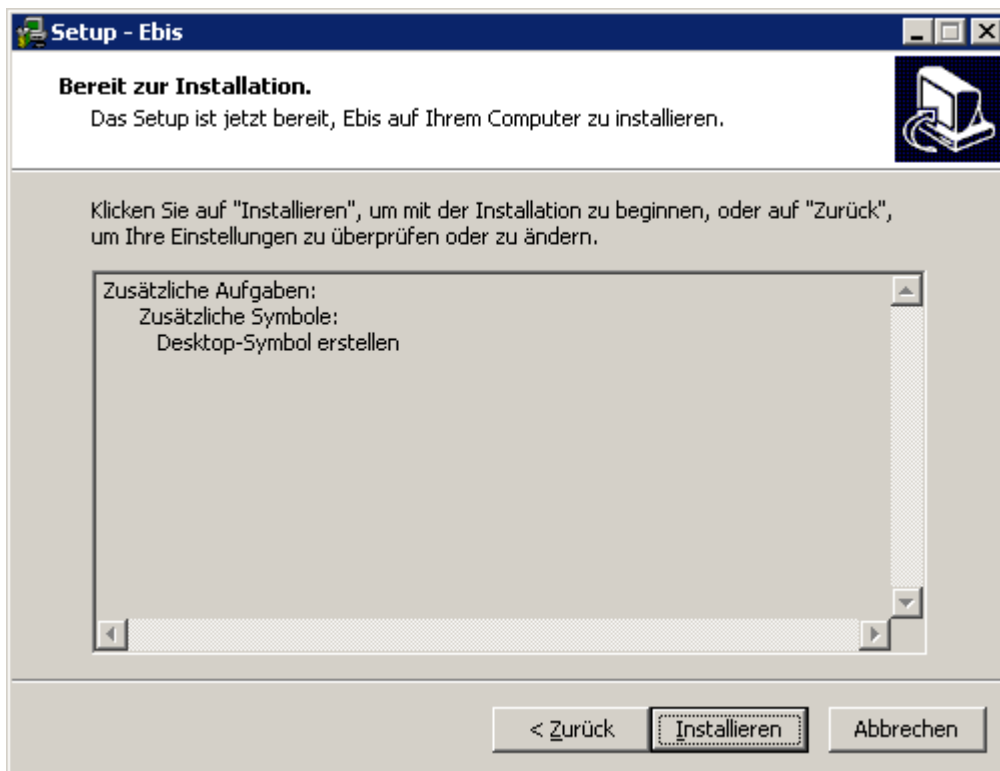 Setup - Ebis
Bereit zur Installation.
Das Setup ist jetzt bereit, Ebis auf Ihrem Computer zu installieren.
Klicken Sie auf "Installieren", um mit der Installation zu beginnen, oder auf "Zurück",
um Ihre Einstellungen zu überprüfen oder zu ändern.
Zusätzliche Aufgaben:
Zusätzliche Symbole:
Desktop-Symbol erstellen
< Zurück
Installieren
Abbrechen